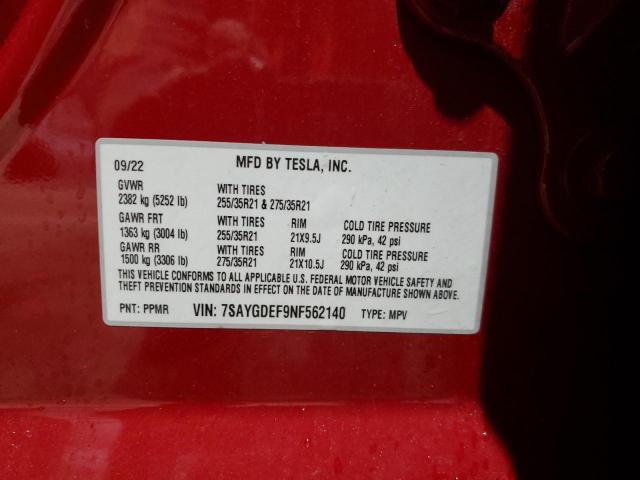 09/22 MFD BY TESLA, INC.
GVWR WITH TIRES
2382 kg (5252 lb) 255/35R21 & 275/35R21
GAWR FRT WITH TIRES RIM COLD TIRE PRESSURE
1363 kg (3004 lb) 255/35R21 21X9.5J 290 kPa, 42 psi
GAWR RR WITH TIRES RIM COLD TIRE PRESSURE
1500 kg (3306 lb) 275/35R21 21X10.5J 290 kPa, 42 psi
THIS VEHICLE CONFORMS TO ALL APPLICABLE U.S. FEDERAL MOTOR VEHICLE SAFETY AND
THEFT PREVENTION STANDARDS IN EFFECT ON THE DATE OF MANUFACTURE SHOWN ABOVE.
PNT: PPMR VIN: 7SAYGDEF9NF562140 TYPE: MPV